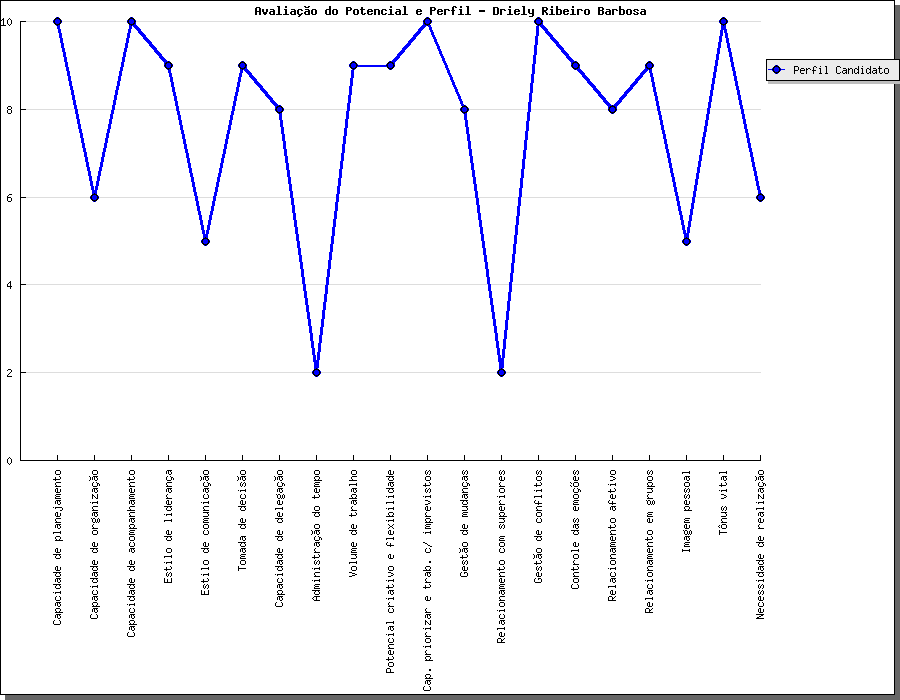 Avaliação do Potencial e Perfil - Driely Ribeiro Barbosa
10
8
6
4
2
0
Perfil Candidato
Capacidade de planejamento
Capacidade de organização
Capacidade de acompanhamento
Estilo de liderança
Estilo de comunicação
Tomada de decisão
Capacidade de delegação
Administração do tempo
Volume de trabalho
Potencial criativo e flexibilidade
Cap. priorizar e trab. c/ imprevistos
Gestão de mudanças
Relacionamento com superiores
Gestão de conflitos
Controle das emoções
Relacionamento afetivo
Relacionamento em grupos
Imagem pessoal
Tônus vital
Necessidade de realização